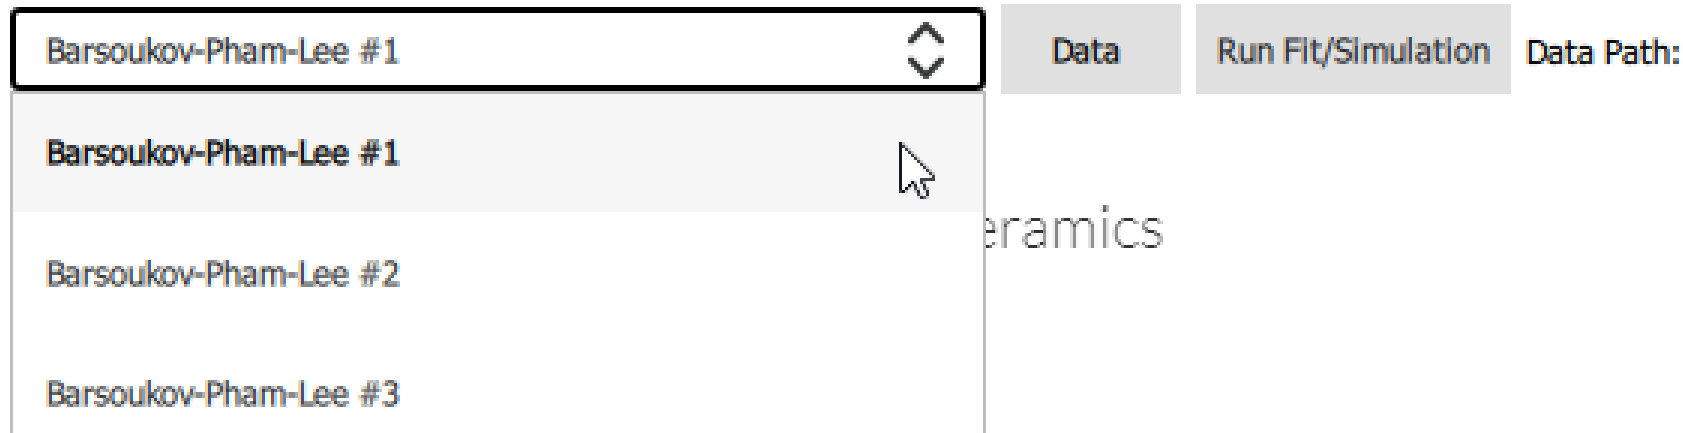 Barsoukov-Pham-Lee #1 Data Run Fit/Simulation Data Path:
Barsoukov-Pham-Lee #1
eramics
Barsoukov-Pham-Lee #2
Barsoukov-Pham-Lee #3